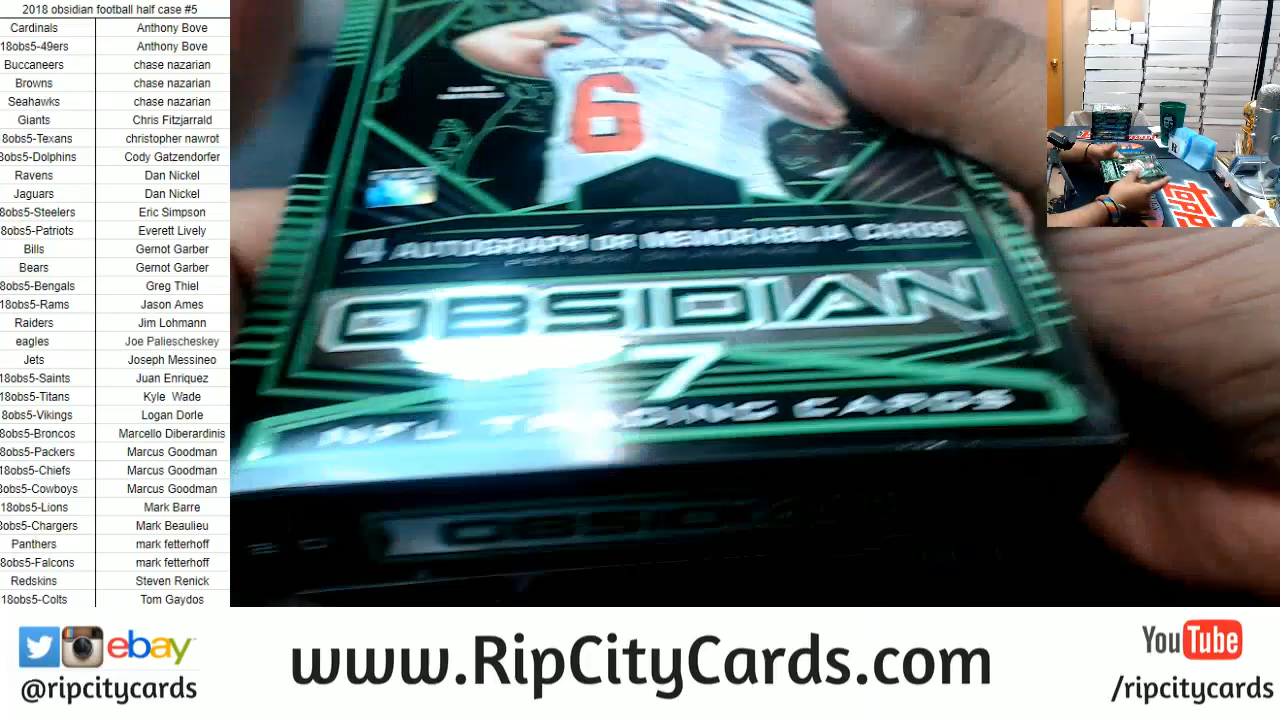 2018 obsidian football half case #5
Cardinals Anthony Bove
18obs5-49ers Anthony Bove
Buccaneers chase nazarian
Browns chase nazarian
Seahawks chase nazarian
Giants Chris Fitzjarrald
8obs5-Texans christopher nawrot
8obs5-Dolphins Cody Gatzendorfer
Ravens Dan Nickel
Jaguars Dan Nickel
8obs5-Steelers Eric Simpson
8obs5-Patriots Everett Lively
Bills Gernot Garber
Bears Gernot Garber
8obs5-Bengals Greg Thiel
18obs5-Rams Jason Ames
Raiders Jim Lohmann
eagles Joe Paliescheskey
Jets Joseph Messineo
18obs5-Saints Juan Enriquez
18obs5-Titans Kyle Wade
8obs5-Vikings Logan Dorle
8obs5-Broncos Marcello Diberardinis
8obs5-Packers Marcus Goodman
18obs5-Chiefs Marcus Goodman
8obs5-Cowboys Marcus Goodman
18obs5-Lions Mark Barre
8obs5-Chargers Mark Beaulieu
Panthers mark fetterhoff
8obs5-Falcons mark fetterhoff
Redskins Steven Renick
18obs5-Colts Tom Gaydos
6
4 AUTOGRAPH OR MEMORABILIA CARDS
OBSIDIAN
7
NFL TRADING CARDS
OBSIDIAN
TOPPS
ebay
@ripcitycards
www.RipCityCards.com
YouTube
/ripcitycards